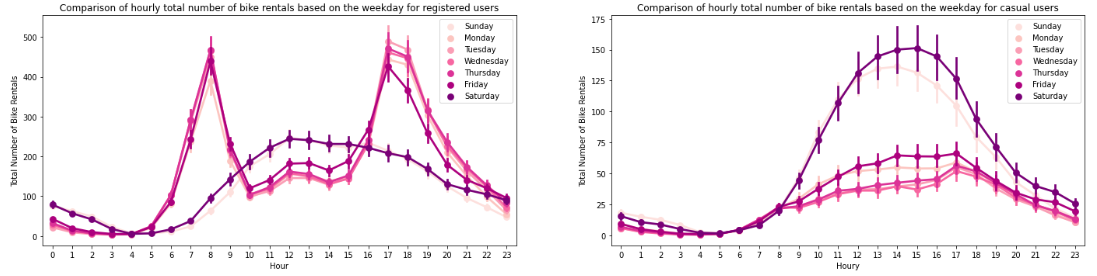 Comparison of hourly total number of bike rentals based on the weekday for registered users
Total Number of Bike Rentals
500
400
300
200
100
0
Sunday
Monday
Tuesday
Wednesday
Thursday
Friday
Saturday
0 1 2 3 4 5 6 7 8 9 10 11 12 13 14 15 16 17 18 19 20 21 22 23
Hour
Comparison of hourly total number of bike rentals based on the weekday for casual users
Total Number of Bike Rentals
175
150
125
100
75
50
25
0
Sunday
Monday
Tuesday
Wednesday
Thursday
Friday
Saturday
0 1 2 3 4 5 6 7 8 9 10 11 12 13 14 15 16 17 18 19 20 21 22 23
Houry